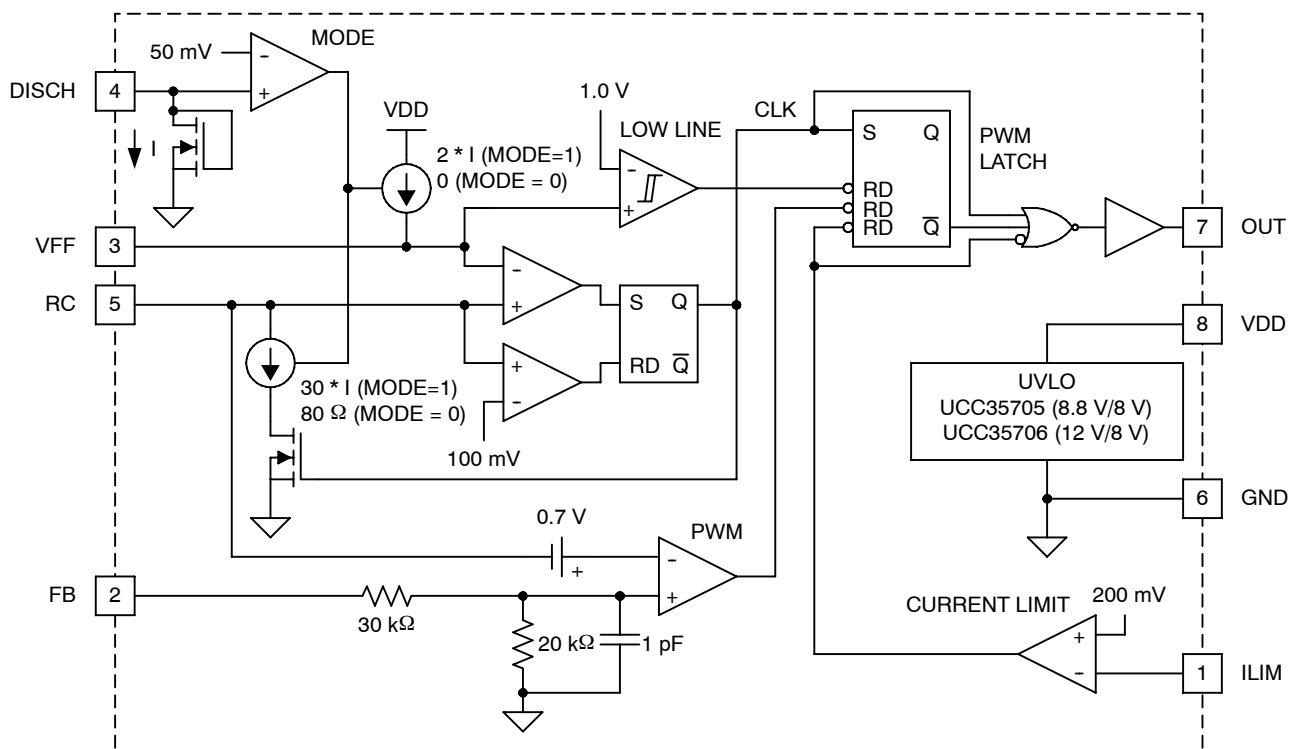 MODE
50 mV
-
+
DISCH
4
I
VDD
2 * I (MODE=1)
0 (MODE = 0)
1.0 V
LOW LINE
-
+
CLK
S Q
PWM
LATCH
RD
RD
RD Q
7
OUT
VFF
3
RC
5
-
+
S Q
RD Q
+
-
30 * I (MODE=1)
80 Ω (MODE = 0)
100 mV
8
VDD
UVLO
UCC35705 (8.8 V/8 V)
UCC35706 (12 V/8 V)
6
GND
0.7 V
+
PWM
-
+
FB
2
30 kΩ
20 kΩ
1 pF
CURRENT LIMIT
200 mV
+
-
1
ILIM